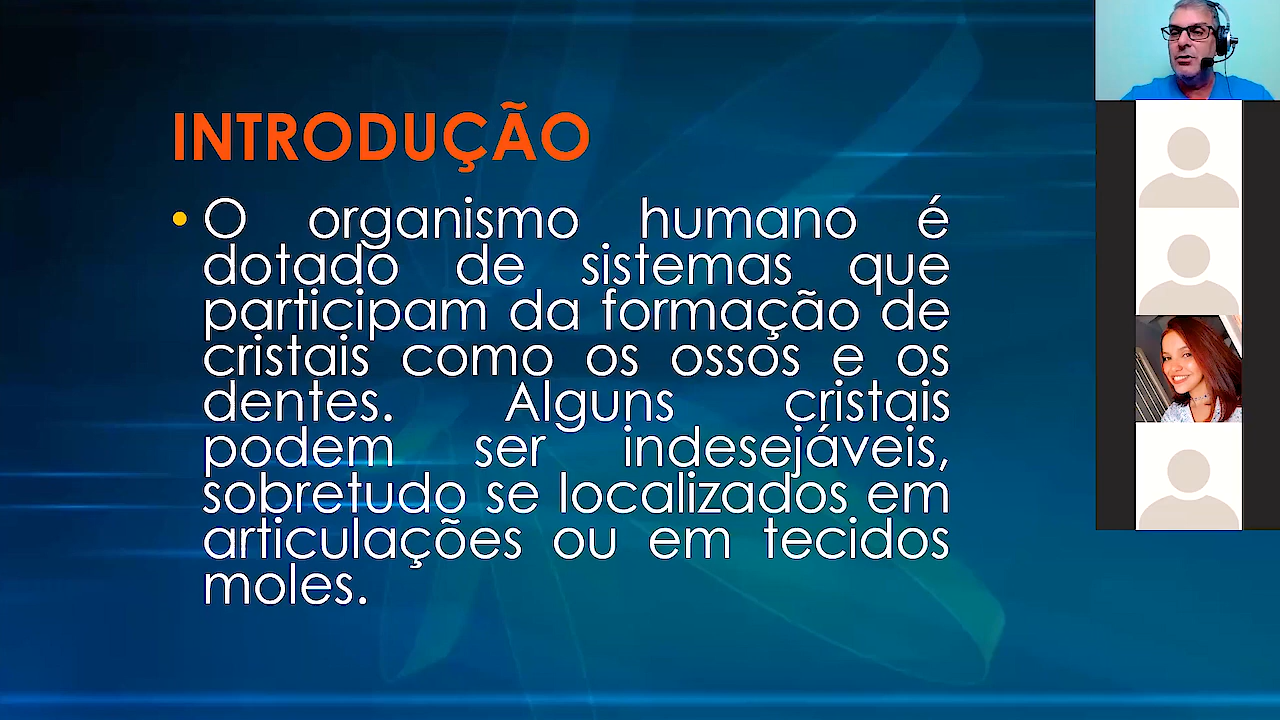 INTRODUÇÃO
• O organismo humano é
dotado de sistemas que
participam da formação de
cristais como os ossos e os
dentes. Alguns cristais
podem ser indesejáveis,
sobretudo se localizados em
articulações ou em tecidos
moles.